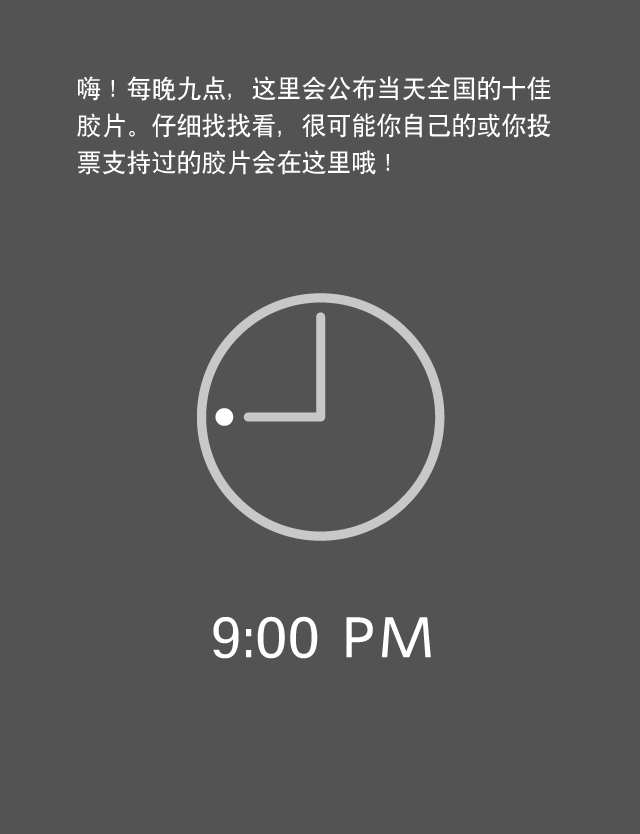 嗨！每晚九点，这里会公布当天全国的十佳
胶片。仔细找找看，很可能你自己的或你投
票支持过的胶片会在这里哦！
9:00 PM